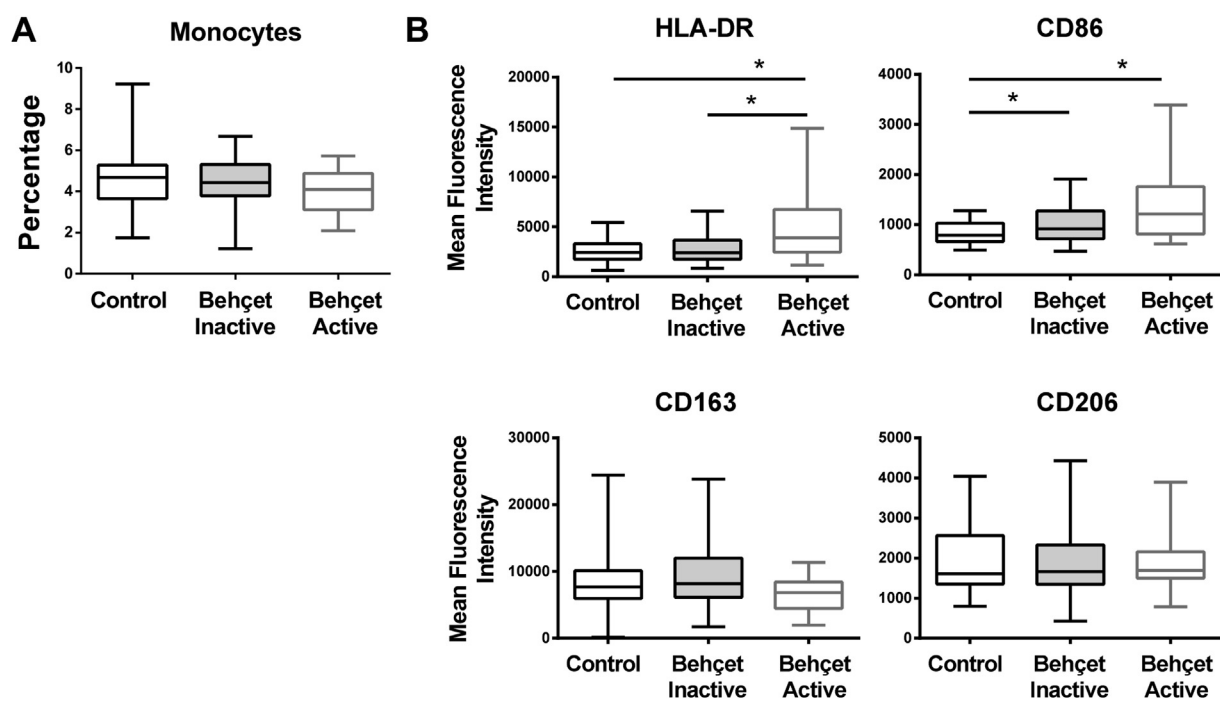 A
Monocytes
Percentage
10
8
6
4
2
0
Control
Behçet
Inactive
Behçet
Active
B
HLA-DR
Mean Fluorescence
Intensity
20000
15000
10000
5000
0
*
*
Control
Behçet
Inactive
Behçet
Active
CD86
4000
3000
2000
1000
0
*
*
Control
Behçet
Inactive
Behçet
Active
CD163
Mean Fluorescence
Intensity
30000
20000
10000
0
Control
Behçet
Inactive
Behçet
Active
CD206
5000
4000
3000
2000
1000
0
Control
Behçet
Inactive
Behçet
Active